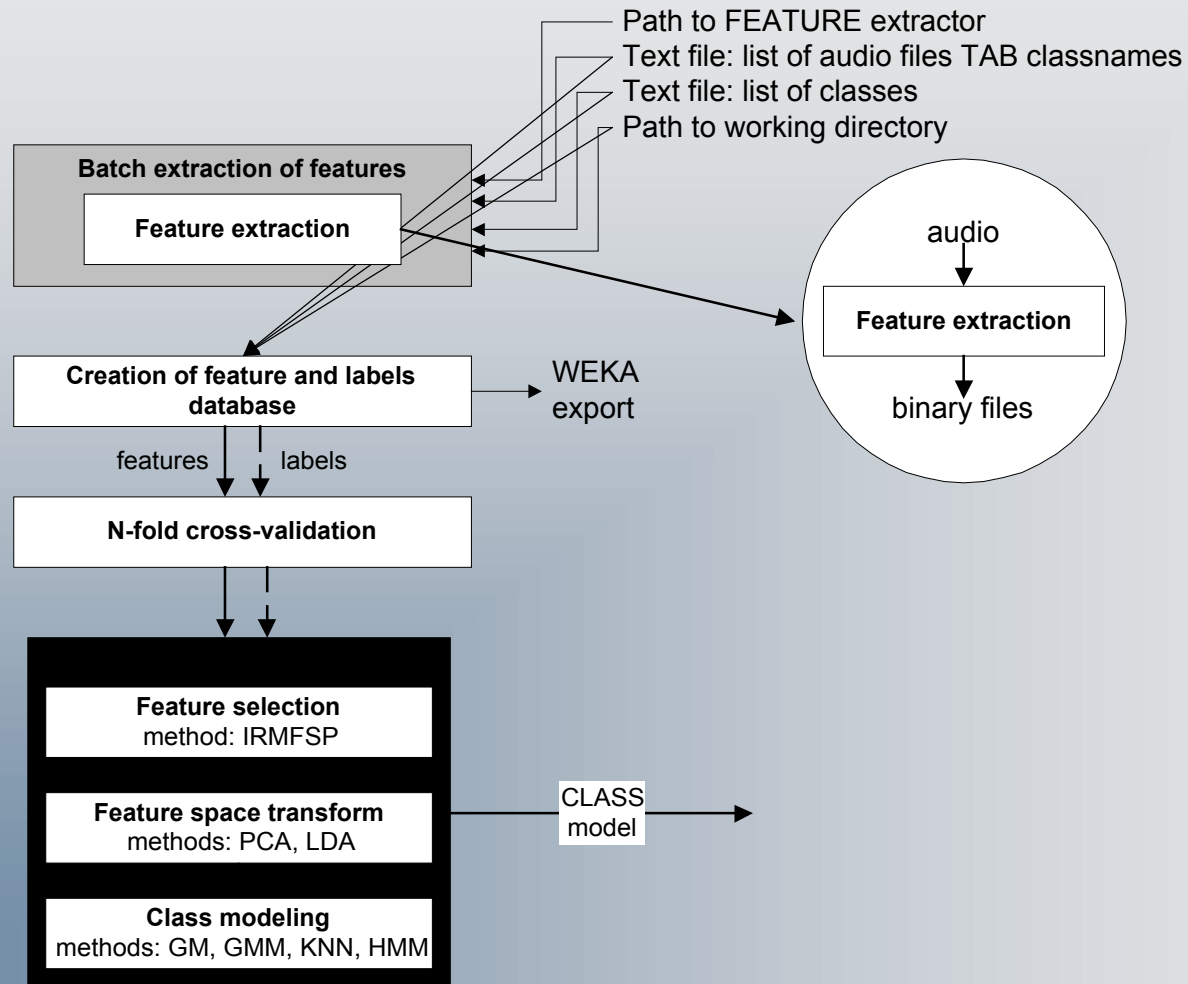 Path to FEATURE extractor
Text file: list of audio files TAB classnames
Text file: list of classes
Path to working directory
Batch extraction of features
Feature extraction
audio
Feature extraction
binary files
Creation of feature and labels
database
WEKA
export
features
labels
N-fold cross-validation
Feature selection
method: IRMFSP
Feature space transform
methods: PCA, LDA
CLASS
model
Class modeling
methods: GM, GMM, KNN, HMM